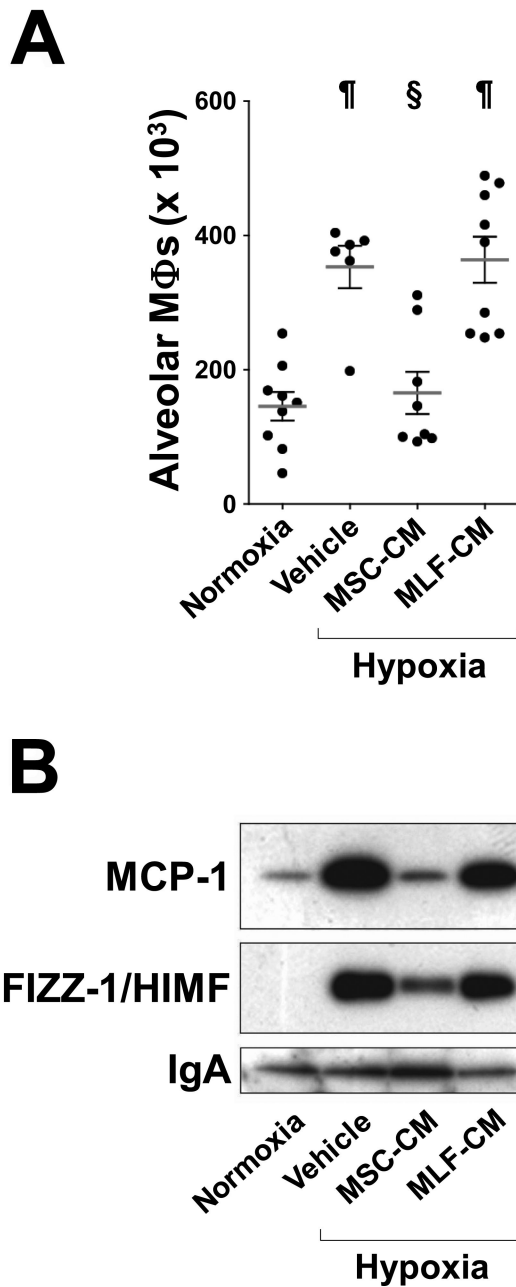 A
¶ § ¶
Alveolar MΦs (x 10³)
600
400
200
0
Normoxia
Vehicle
MSC-CM
MLF-CM
Hypoxia
B
MCP-1
FIZZ-1/HIMF
IgA
Normoxia
Vehicle
MSC-CM
MLF-CM
Hypoxia